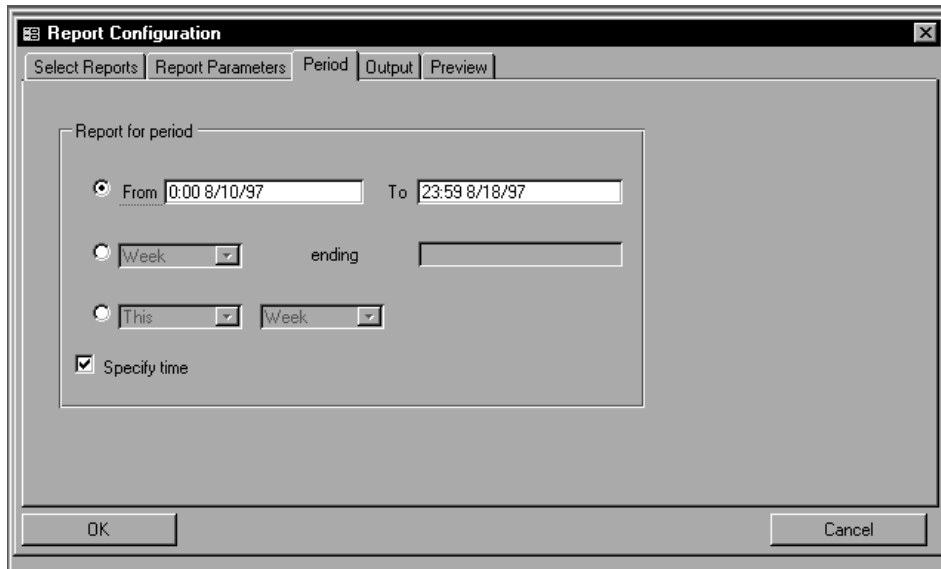 Report Configuration
Select Reports Report Parameters Period Output Preview
Report for period
From 0:00 8/10/97 To 23:59 8/18/97
Week ending
This Week
Specify time
OK Cancel